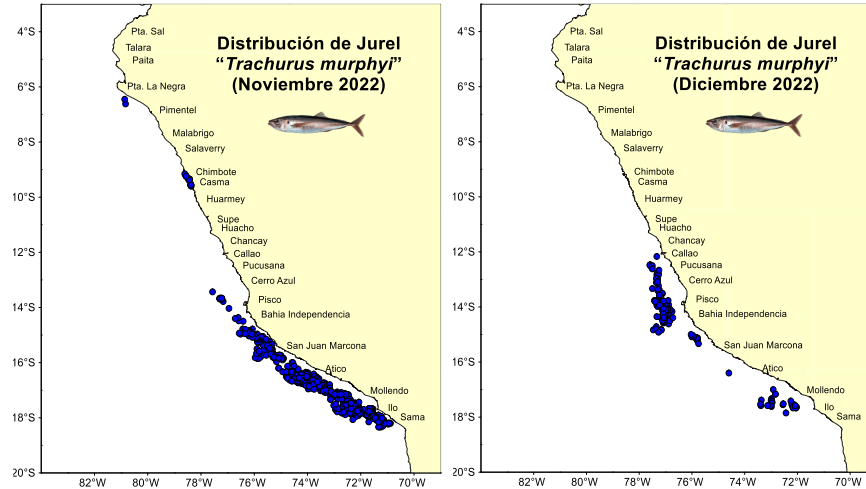 Distribución de Jurel
“Trachurus murphyi”
(Noviembre 2022)
4°S
6°S
8°S
10°S
12°S
14°S
16°S
18°S
20°S
82°W
80°W
78°W
76°W
74°W
72°W
70°W
Pta. Sal
Talara
Paita
Pta. La Negra
Pimentel
Malabrigo
Salaverry
Chimbote
Casma
Huarmey
Supe
Huacho
Chancay
Callao
Pucusana
Cerro Azul
Pisco
Bahia Independencia
San Juan Marcona
Atico
Mollendo
Ilo
Sama
Distribución de Jurel
“Trachurus murphyi”
(Diciembre 2022)
4°S
6°S
8°S
10°S
12°S
14°S
16°S
18°S
20°S
82°W
80°W
78°W
76°W
74°W
72°W
70°W
Pta. Sal
Talara
Paita
Pta. La Negra
Pimentel
Malabrigo
Salaverry
Chimbote
Casma
Huarmey
Supe
Huacho
Chancay
Callao
Pucusana
Cerro Azul
Pisco
Bahia Independencia
San Juan Marcona
Atico
Mollendo
Ilo
Sama